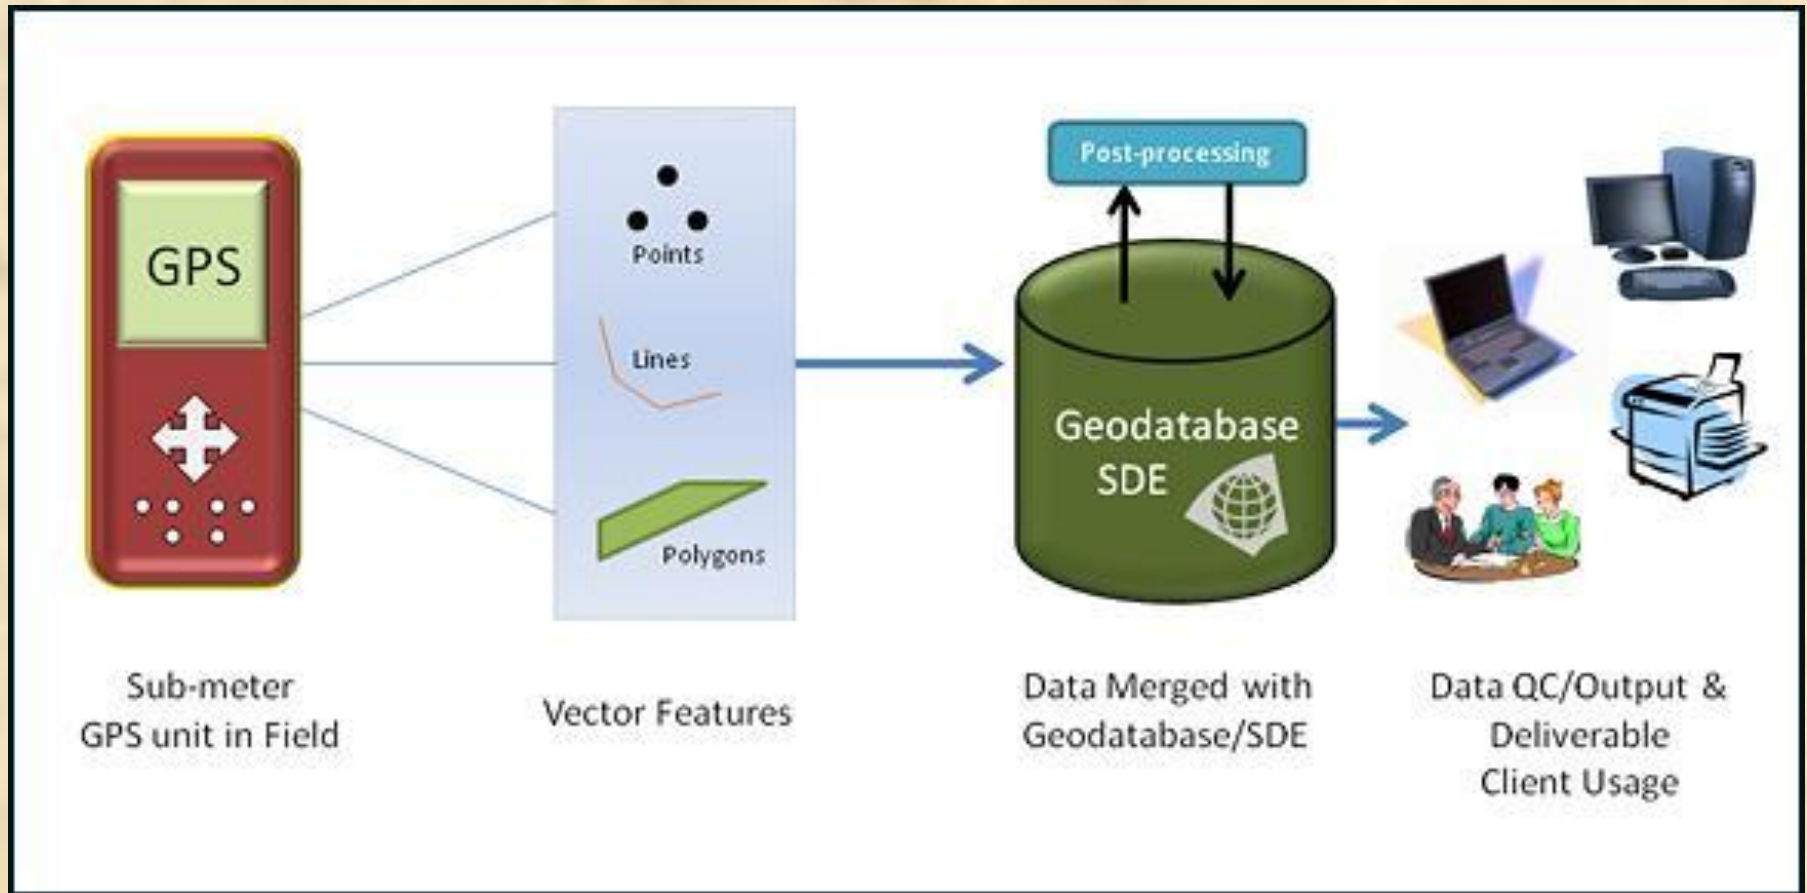 GPS
Points
Lines
Polygons
Post-processing
Geodatabase
SDE
Sub-meter
GPS unit in Field
Vector Features
Data Merged with
Geodatabase/SDE
Data QC/Output &
Deliverable
Client Usage